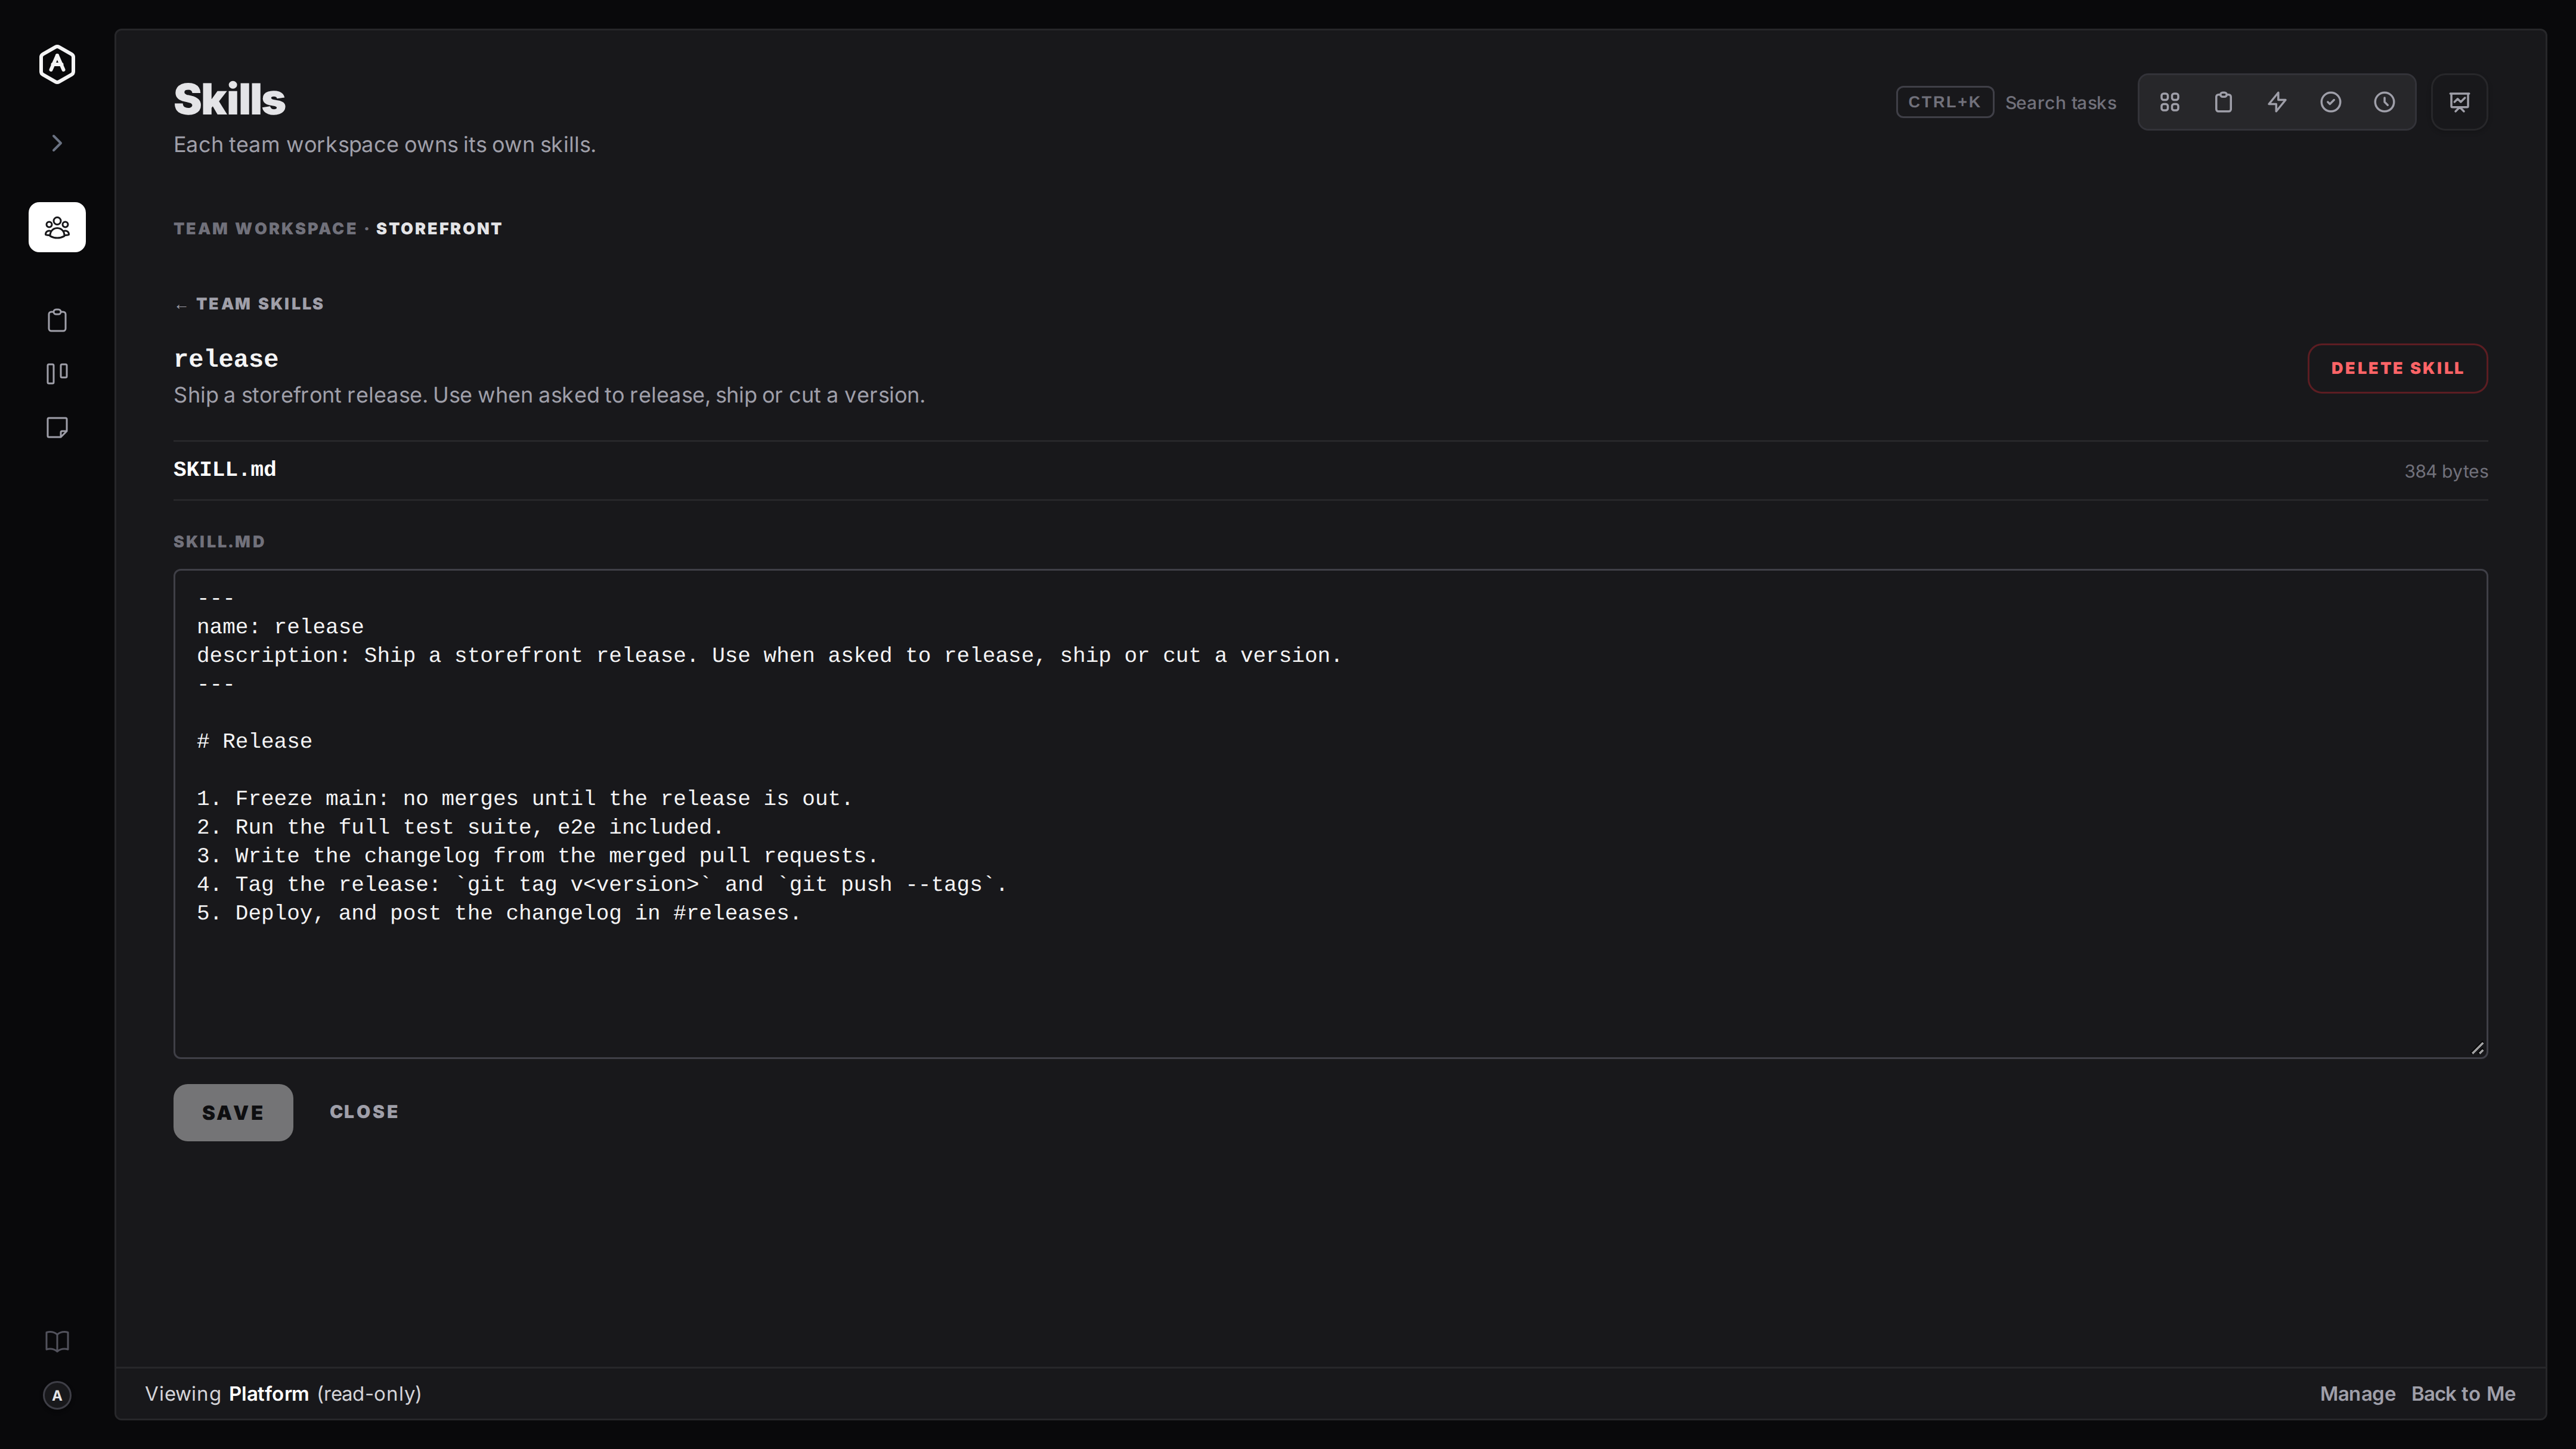 Skills
Each team workspace owns its own skills.
CTRL+K Search tasks
TEAM WORKSPACE · STOREFRONT
← TEAM SKILLS
release
Ship a storefront release. Use when asked to release, ship or cut a version.
DELETE SKILL
SKILL.md
384 bytes
SKILL.MD
---
name: release
description: Ship a storefront release. Use when asked to release, ship or cut a version.
---
# Release
1. Freeze main: no merges until the release is out.
2. Run the full test suite, e2e included.
3. Write the changelog from the merged pull requests.
4. Tag the release: `git tag v<version>` and `git push --tags`.
5. Deploy, and post the changelog in #releases.
SAVE
CLOSE
A
Viewing Platform (read-only)
Manage
Back to Me